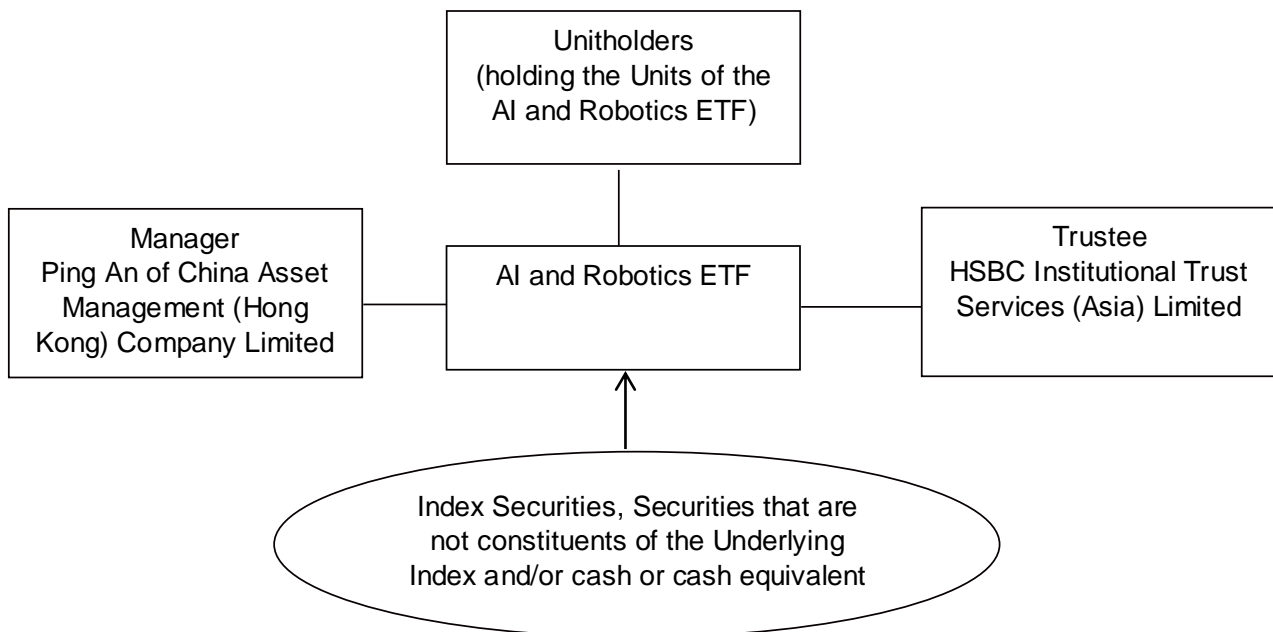 Unitholders
(holding the Units of the
AI and Robotics ETF)
Manager
Ping An of China Asset
Management (Hong
Kong) Company Limited
AI and Robotics ETF
Trustee
HSBC Institutional Trust
Services (Asia) Limited
Index Securities, Securities that are
not constituents of the Underlying
Index and/or cash or cash equivalent